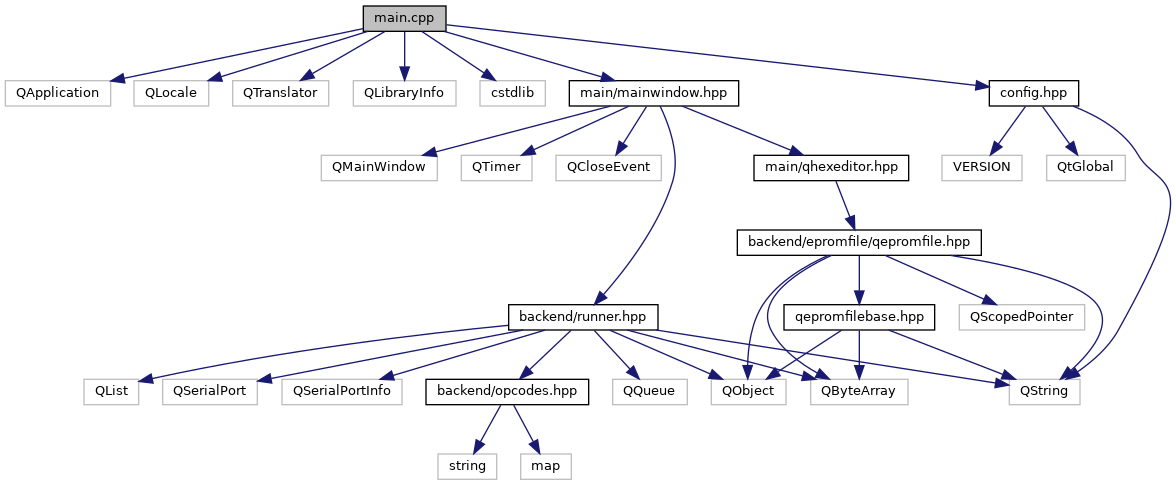 main.cpp
QApplication
QLocale
QTranslator
QLibraryInfo
cstdlib
main/mainwindow.hpp
config.hpp
QMainWindow
QTimer
QCloseEvent
main/qhexeditor.hpp
VERSION
QtGlobal
backend/epromfile/qepromfile.hpp
backend/runner.hpp
qepromfilebase.hpp
QScopedPointer
QList
QSerialPort
QSerialPortInfo
backend/opcodes.hpp
QQueue
QObject
QByteArray
QString
string
map